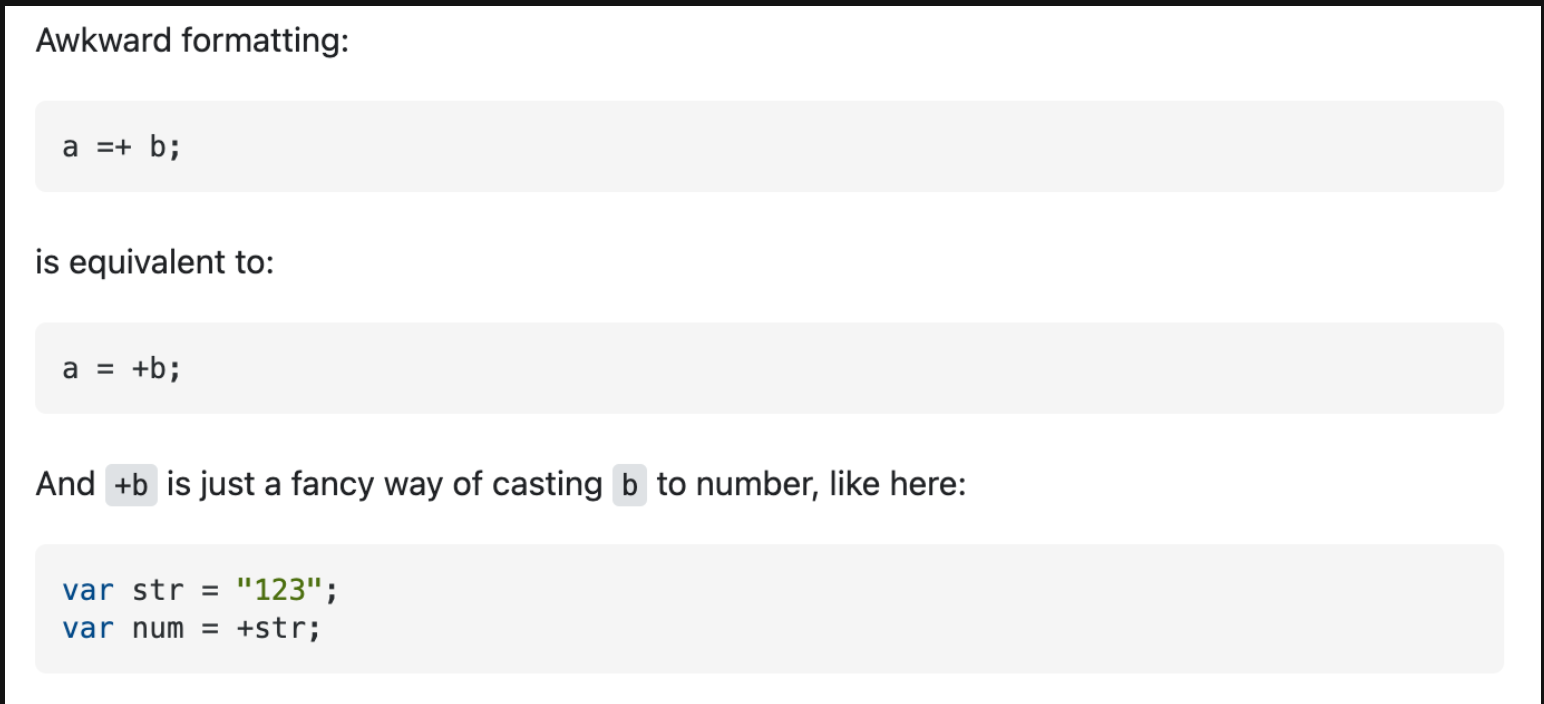 Awkward formatting:
a =+ b;
is equivalent to:
a = +b;
And +b is just a fancy way of casting b to number, like here:
var str = "123";
var num = +str;